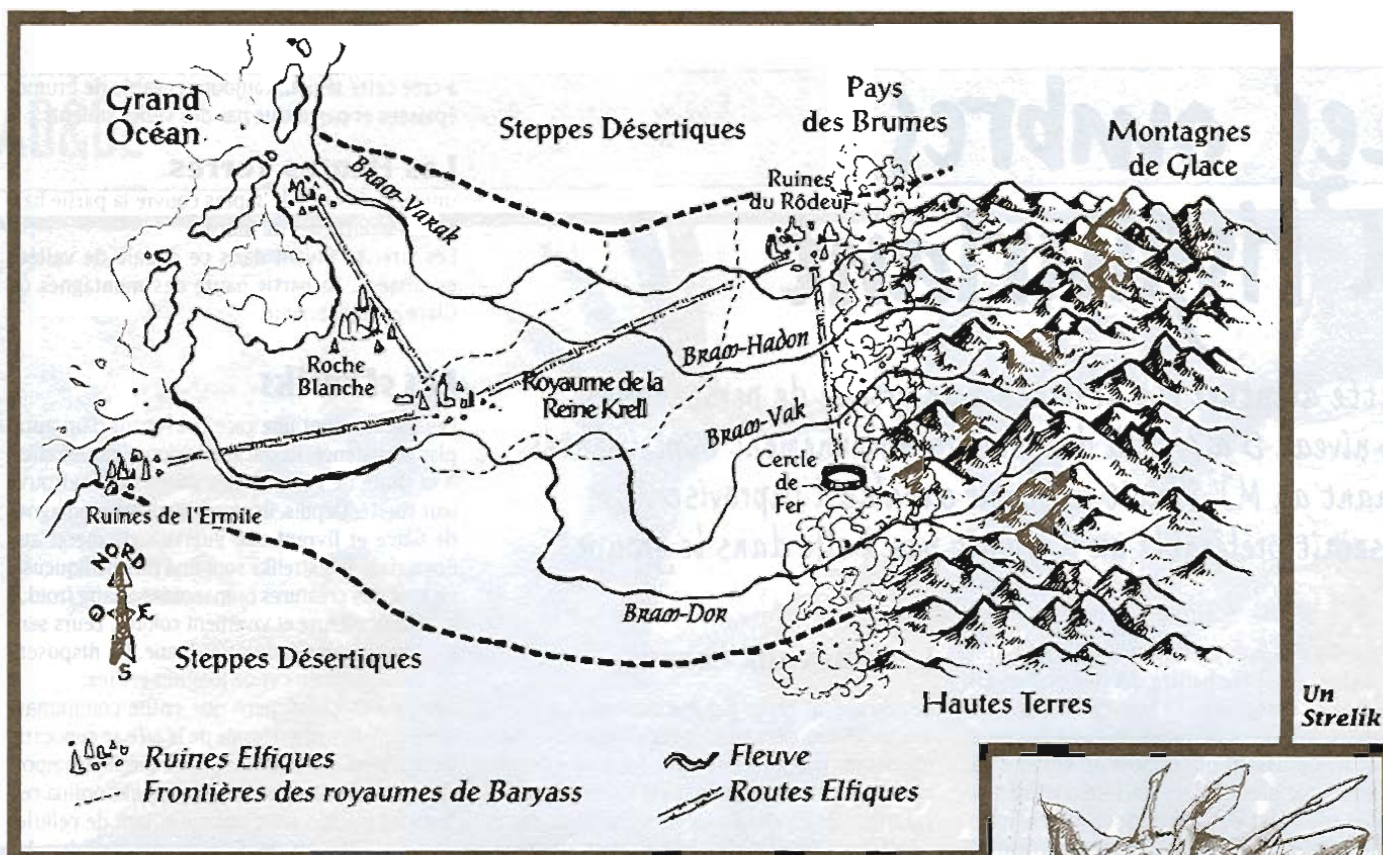 Grand
Océan
Steppes Désertiques
Pays
des Brumes
Montagnes
de Glace
Bram-Vakak
Ruines
du Rôdeur
Roche
Blanche
Bram-Hadon
Royaume de la
Reine Krell
Bram-Vak
Cercle
de
Fer
Ruines de l'Ermite
NORD
O E
S
Bram-Dor
Steppes Désertiques
Hautes Terres
Un
Strelik
Ruines Elfiques
Fleuve
Frontières des royaumes de Baryass
Routes Elfiques